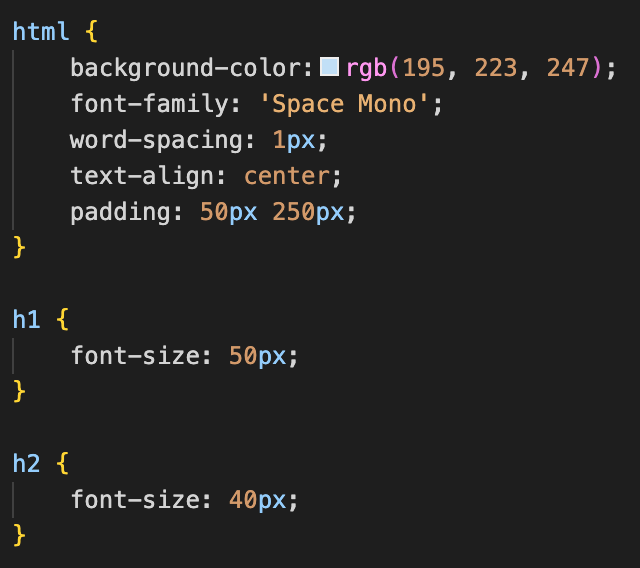 html {
    background-color: rgb(195, 223, 247);
    font-family: 'Space Mono';
    word-spacing: 1px;
    text-align: center;
    padding: 50px 250px;
}
h1 {
    font-size: 50px;
}
h2 {
    font-size: 40px;
}